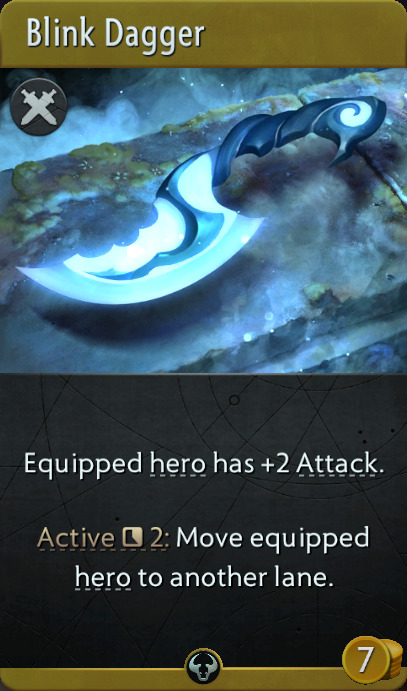 Blink Dagger
Equipped hero has +2 Attack.
Active 2: Move equipped
hero to another lane.
7